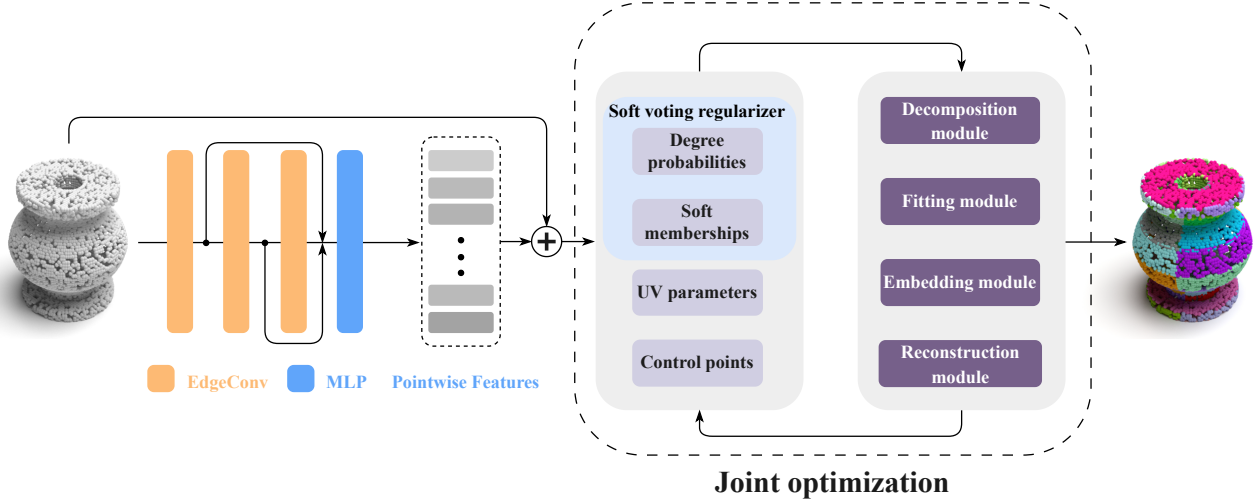 EdgeConv
MLP
Pointwise Features
Soft voting regularizer
Degree
probabilities
Soft
memberships
UV parameters
Control points
Decomposition
module
Fitting module
Embedding module
Reconstruction
module
Joint optimization